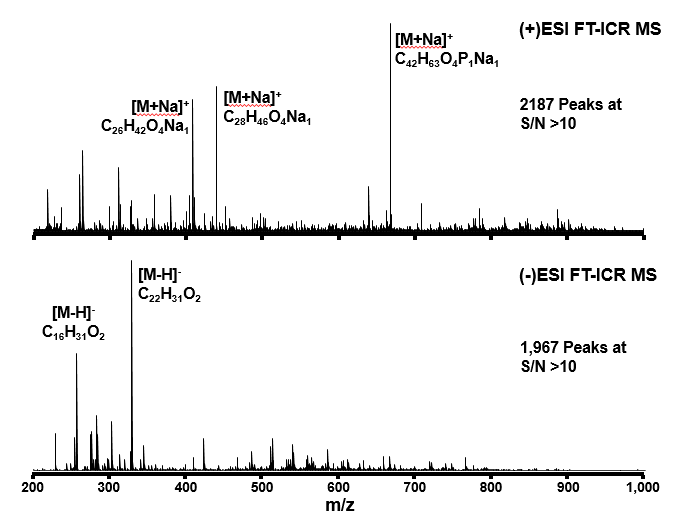 (+)ESI FT-ICR MS
[M+Na]⁺
C₄₂H₆₃O₄P₁Na₁
[M+Na]⁺
C₂₈H₄₆O₄Na₁
[M+Na]⁺
C₂₆H₄₂O₄Na₁
2187 Peaks at
S/N >10
(-)ESI FT-ICR MS
[M-H]⁻
C₂₂H₃₁O₂
[M-H]⁻
C₁₆H₃₁O₂
1,967 Peaks at
S/N >10
200 300 400 500 600 700 800 900 1,000
m/z